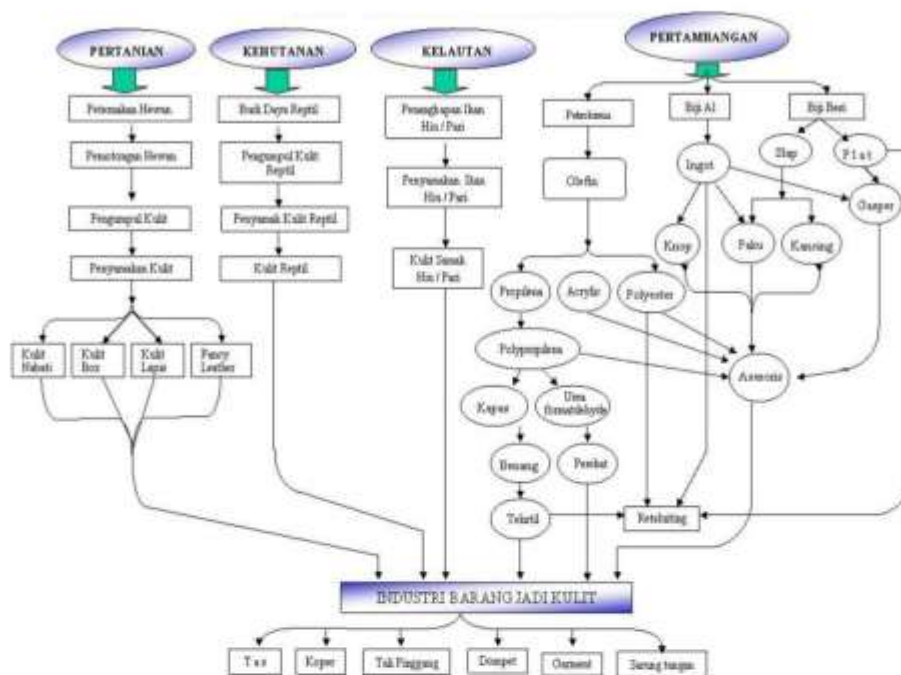 PERTANIAN
KEHUTANAN
KELAUTAN
PERTAMBANGAN
Peternakan Hewan
Pemotongan Hewan
Pengumpul Kulit
Penyamakan Kulit
Kulit
Nabati
Kulit
Box
Kulit
Lapis
Fancy
Leather
Budi Daya Reptil
Pengumpul Kulit
Reptil
Penyamak Kulit Reptil
Kulit Reptil
Penangkapan Ikan
Hiu / Pari
Penyamakan Ikan
Hiu / Pari
Kulit Samak
Hiu / Pari
Petrokimia
Biji Al
Biji Besi
Olefin
Ingot
Slap
P l a t
Gasper
Knop
Paku
Kancing
Propilena
Acrylic
Polyester
Polypropilena
Asesoris
Kapas
Urea
formaldehyde
Benang
Perekat
Tekstil
Retsluiting
INDUSTRI BARANG JADI KULIT
T a s
Koper
Tali Pinggang
Dompet
Garment
Sarung tangan